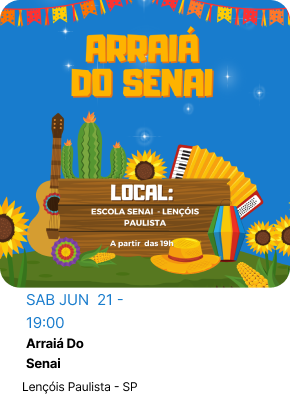 ARRAIÁ
DO SENAI
LOCAL:
ESCOLA SENAI - LENÇÓIS
PAULISTA
A partir das 19h
SAB JUN 21 -
19:00
Arraiá Do
Senai
Lençóis Paulista - SP